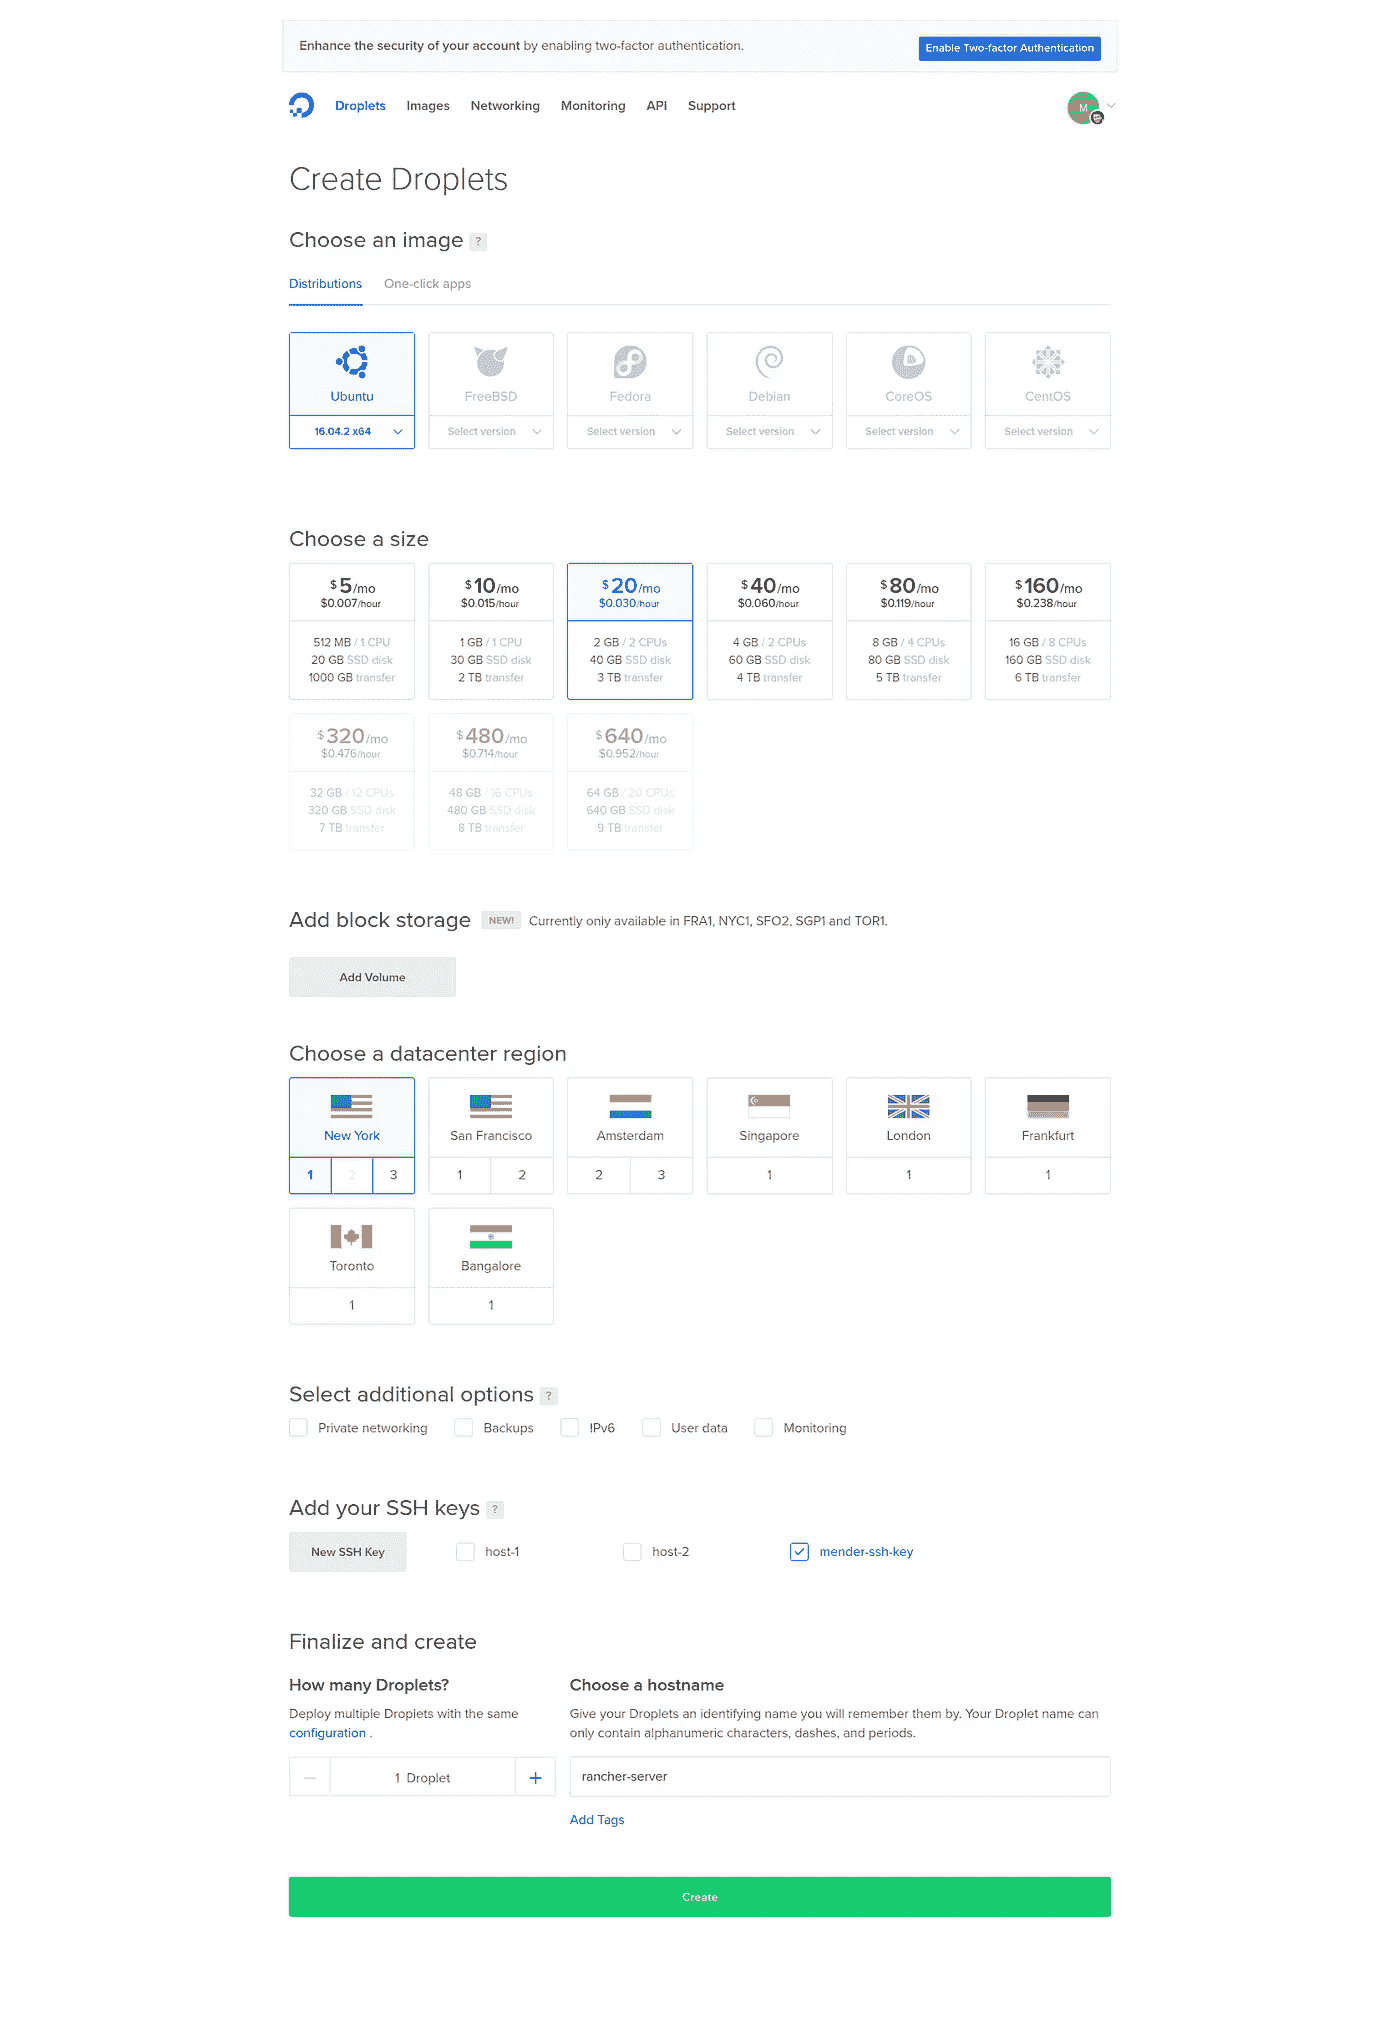 Enhance the security of your account by enabling two-factor authentication. Enable Two-factor Authentication
Droplets Images Networking Monitoring API Support M
Create Droplets
Choose an image ?
Distributions One-click apps
Ubuntu FreeBSD Fedora Debian CoreOS CentOS
16.04.2 x64 Select version Select version Select version Select version Select version
Choose a size
$5/mo $10/mo $20/mo $40/mo $80/mo $160/mo
$0.007/hour $0.015/hour $0.030/hour $0.060/hour $0.119/hour $0.238/hour
512 MB / 1 CPU 1 GB / 1 CPU 2 GB / 2 CPUs 4 GB / 2 CPUs 8 GB / 4 CPUs 16 GB / 8 CPUs
20 GB SSD disk 30 GB SSD disk 40 GB SSD disk 60 GB SSD disk 80 GB SSD disk 160 GB SSD disk
1000 GB transfer 2 TB transfer 3 TB transfer 4 TB transfer 5 TB transfer 6 TB transfer
$320/mo $480/mo $640/mo
$0.476/hour $0.714/hour $0.952/hour
32 GB / 12 CPUs 48 GB / 16 CPUs 64 GB / 20 CPUs
320 GB SSD disk 480 GB SSD disk 640 GB SSD disk
7 TB transfer 8 TB transfer 9 TB transfer
Add block storage NEW! Currently only available in FRA1, NYC1, SFO2, SGP1 and TOR1.
Add Volume
Choose a datacenter region
New York San Francisco Amsterdam Singapore London Frankfurt
1 2 3 1 2 2 3 1 1 1
Toronto Bangalore
1 1
Select additional options ?
Private networking Backups IPv6 User data Monitoring
Add your SSH keys ?
New SSH Key host-1 host-2 mender-ssh-key
Finalize and create
How many Droplets?
Deploy multiple Droplets with the same
configuration .
1 Droplet
Choose a hostname
Give your Droplets an identifying name you will remember them by. Your Droplet name can
only contain alphanumeric characters, dashes, and periods.
rancher-server
Add Tags
Create